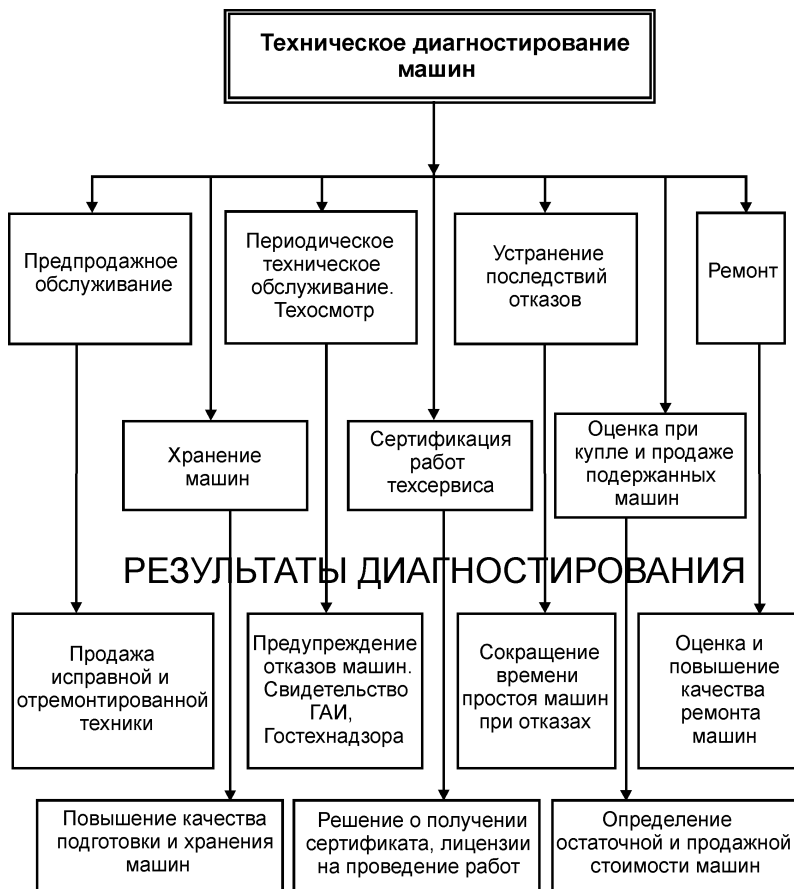 Техническое диагностирование
машин
Предпродажное
обслуживание
Периодическое
техническое
обслуживание.
Техосмотр
Устранение
последствий
отказов
Ремонт
Хранение
машин
Сертификация
работ
техсервиса
Оценка при
купле и продаже
подержанных
машин
РЕЗУЛЬТАТЫ ДИАГНОСТИРОВАНИЯ
Продажа
исправной и
отремонтированной
техники
Предупреждение
отказов машин.
Свидетельство
ГАИ,
Гостехнадзора
Сокращение
времени
простоя машин
при отказах
Оценка и
повышение
качества
ремонта
машин
Повышение качества
подготовки и хранения
машин
Решение о получении
сертификата, лицензии
на проведение работ
Определение
остаточной и продажной
стоимости машин